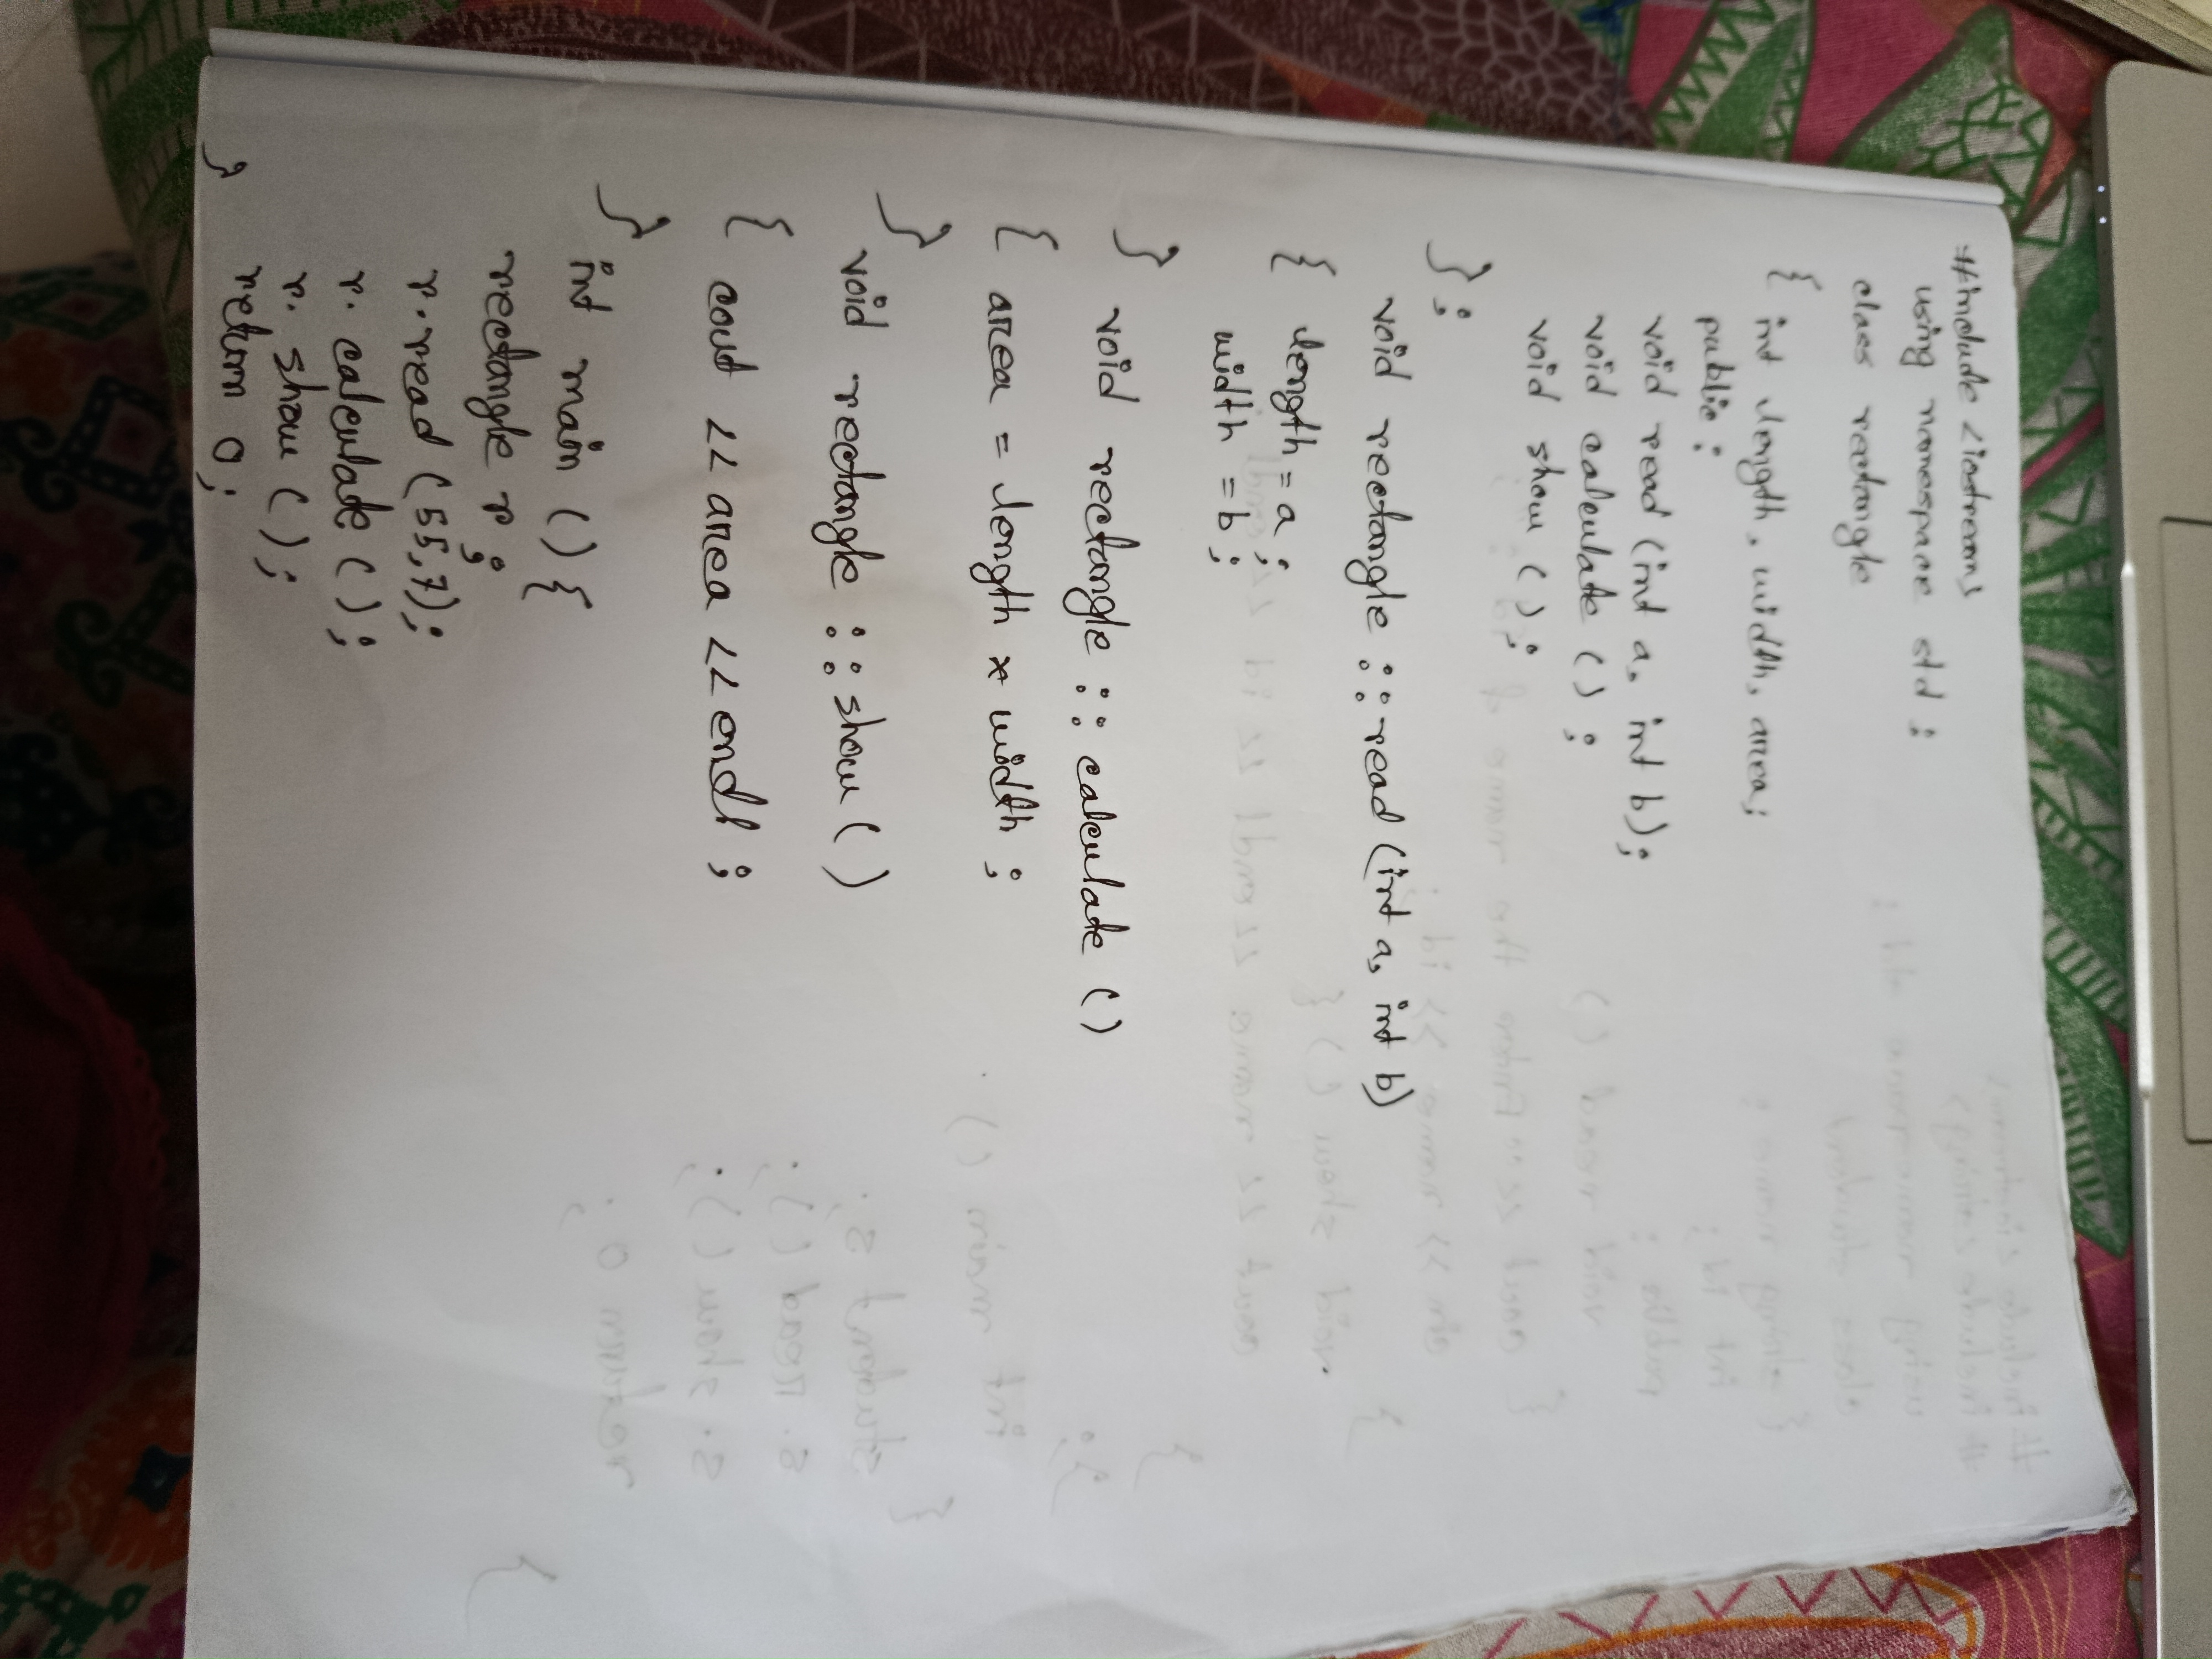 #include <iostream>
using namespace std ;
class rectangle
{ int length, width, area;
public :
void read (int a, int b);
void calculate ( ) ;
void show ( ) ;
} ;
void rectangle : : read (int a, int b)
{ length = a ;
width = b ;
} void rectangle : : calculate ( )
{ area = length * width ;
} void rectangle : : show ( )
{ cout << area << endl ;
} int main ( ) {
rectangle r ;
r. read (55,7);
r. calculate ( ) ;
r. show ( ) ;
return 0;
}